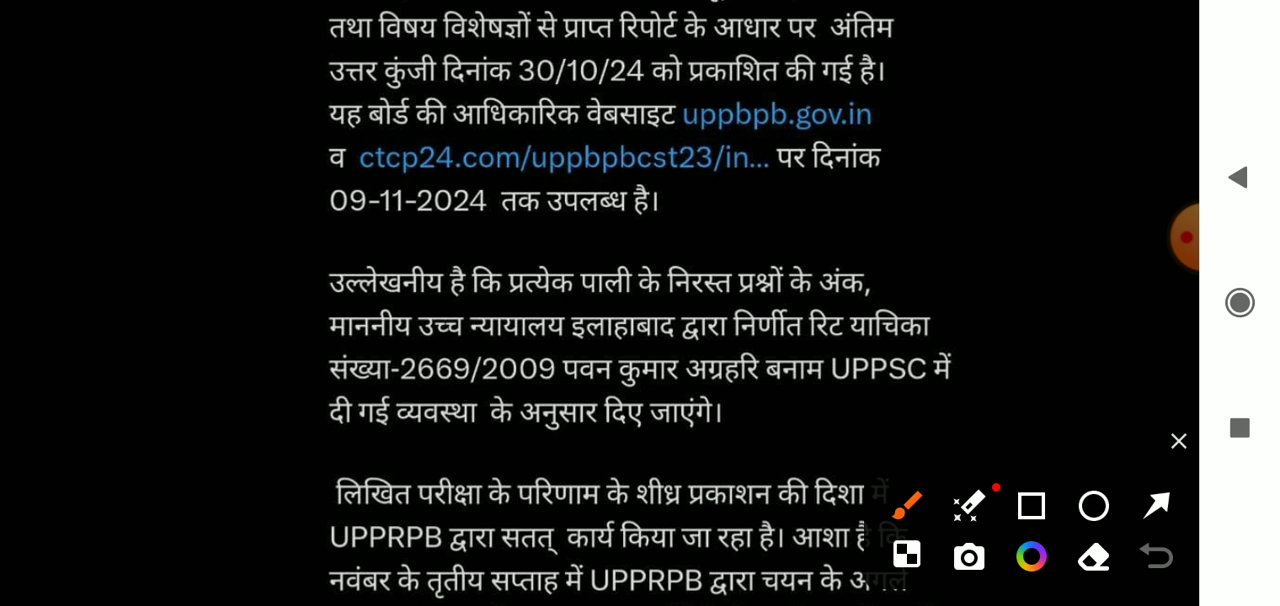 तथा विषय विशेषज्ञों से प्राप्त रिपोर्ट के आधार पर अंतिम
उत्तर कुंजी दिनांक 30/10/24 को प्रकाशित की गई है।
यह बोर्ड की आधिकारिक वेबसाइट uppbpb.gov.in
व ctcp24.com/uppbpbcst23/in... पर दिनांक
09-11-2024 तक उपलब्ध है।
उल्लेखनीय है कि प्रत्येक पाली के निरस्त प्रश्नों के अंक,
माननीय उच्च न्यायालय इलाहाबाद द्वारा निर्णीत रिट याचिका
संख्या-2669/2009 पवन कुमार अग्रहरि बनाम UPPSC में
दी गई व्यवस्था के अनुसार दिए जाएंगे।
लिखित परीक्षा के परिणाम के शीध्र प्रकाशन की दिशा में
UPPRPB द्वारा सतत् कार्य किया जा रहा है। आशा है कि
नवंबर के तृतीय सप्ताह में UPPRPB द्वारा चयन के अगले